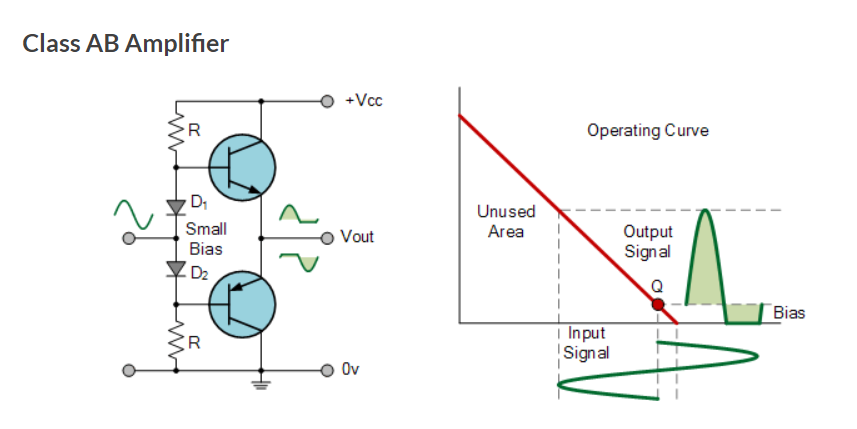 Class AB Amplifier
+Vcc
R
D₁
Small
Bias
D₂
R
Vout
0v
Operating Curve
Unused
Area
Output
Signal
Q
Bias
Input
Signal